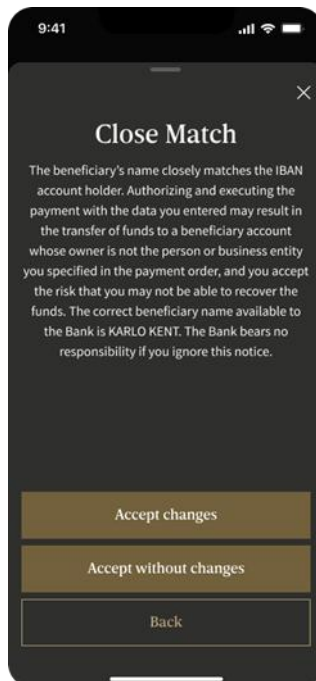 9:41
Close Match
The beneficiary's name closely matches the IBAN
account holder. Authorizing and executing the
payment with the data you entered may result in
the transfer of funds to a beneficiary account
whose owner is not the person or business entity
you specified in the payment order, and you accept
the risk that you may not be able to recover the
funds. The correct beneficiary name available to
the Bank is KARLO KENT. The Bank bears no
responsibility if you ignore this notice.
Accept changes
Accept without changes
Back